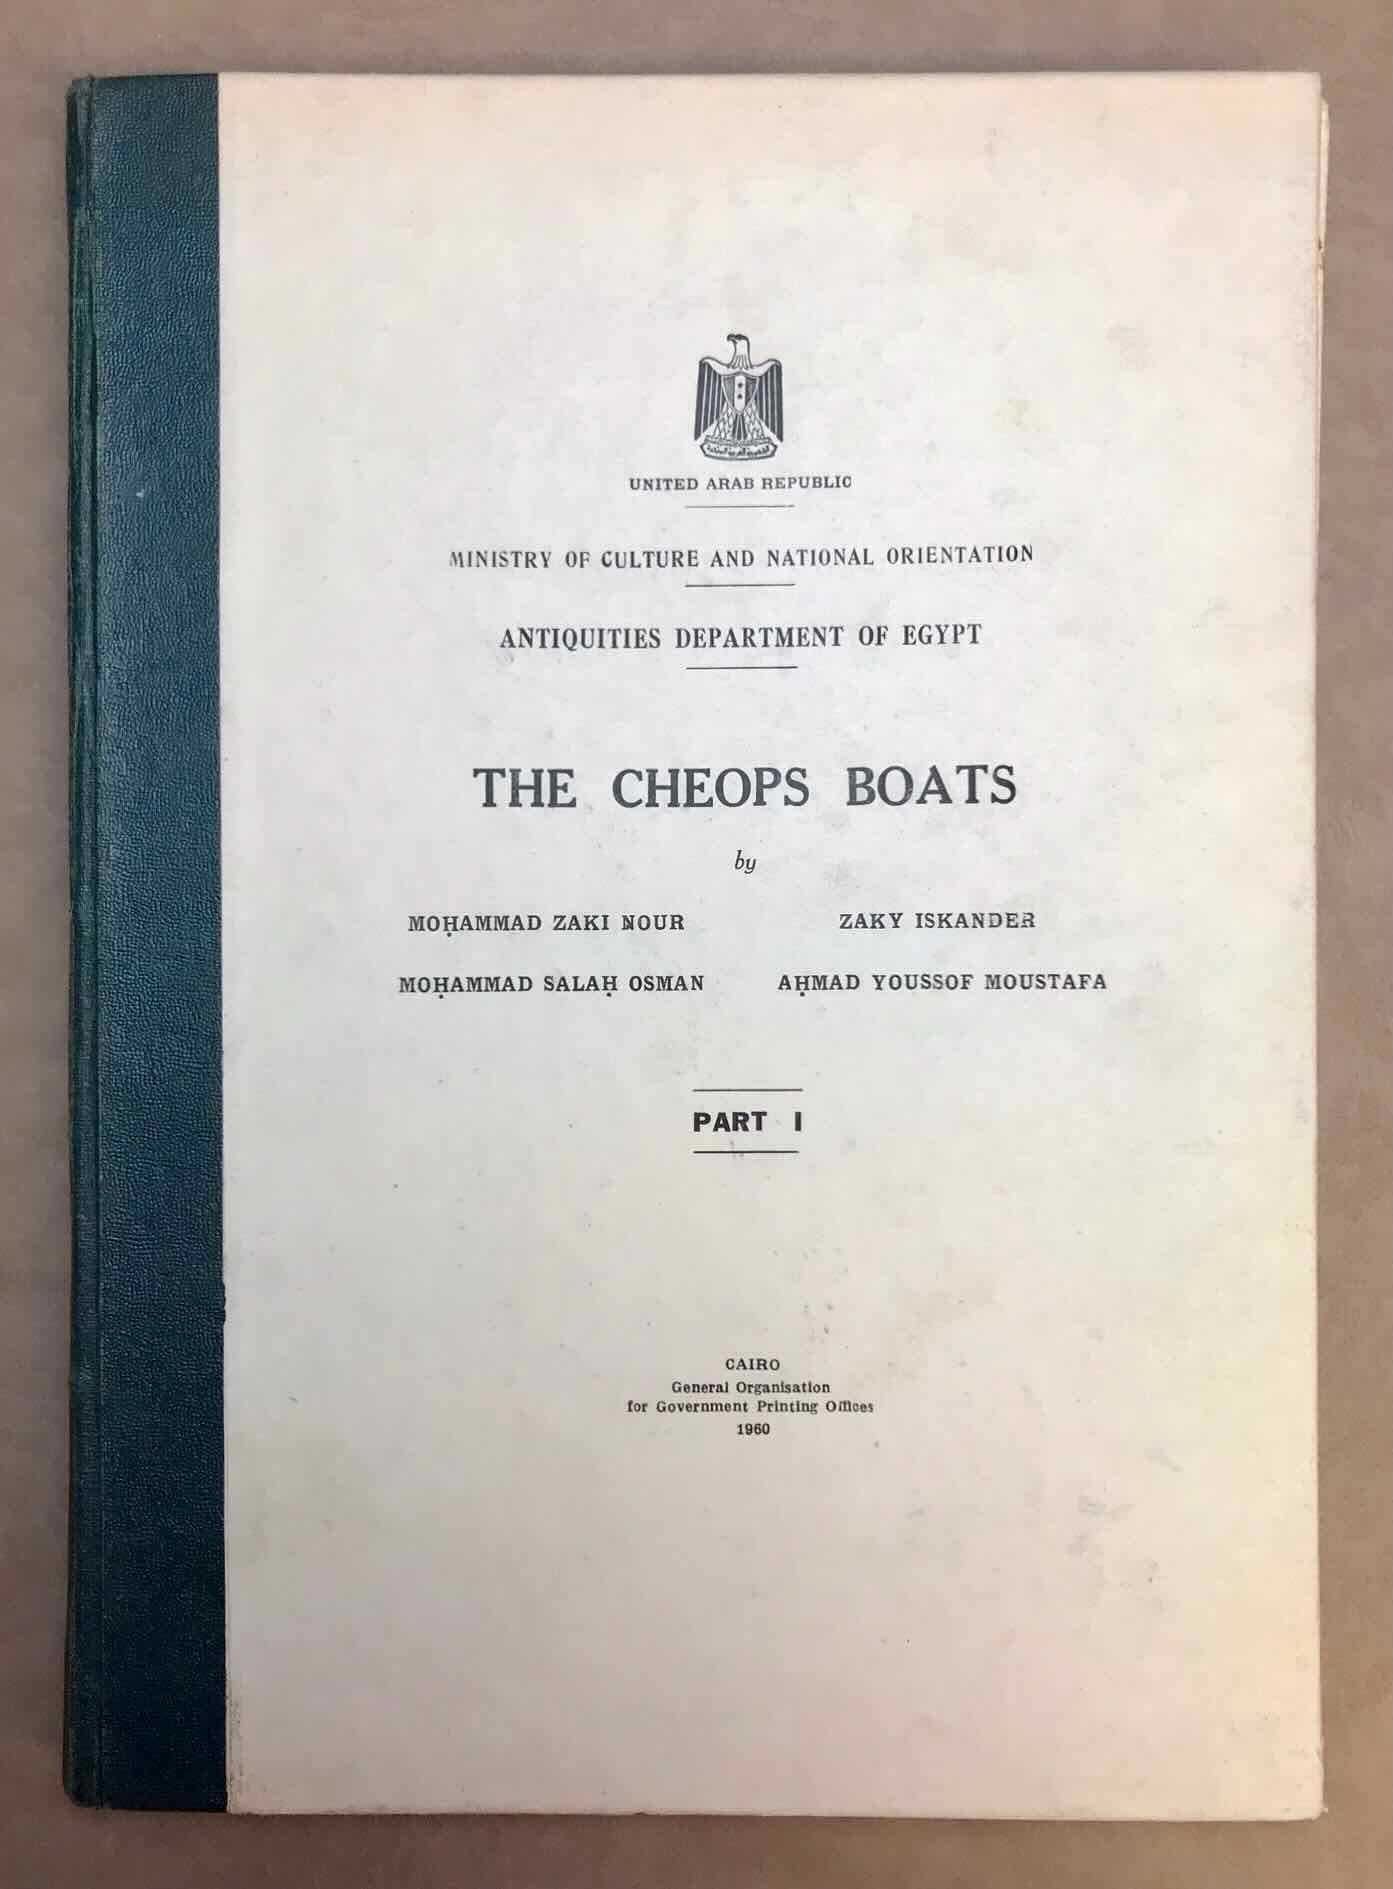 UNITED ARAB REPUBLIC
MINISTRY OF CULTURE AND NATIONAL ORIENTATION
ANTIQUITIES DEPARTMENT OF EGYPT
THE CHEOPS BOATS
by
MOḤAMMAD ZAKI NOUR ZAKY ISKANDER
MOḤAMMAD SALAḤ OSMAN AḤMAD YOUSSOF MOUSTAFA
PART I
CAIRO
General Organisation
for Government Printing Offices
1960